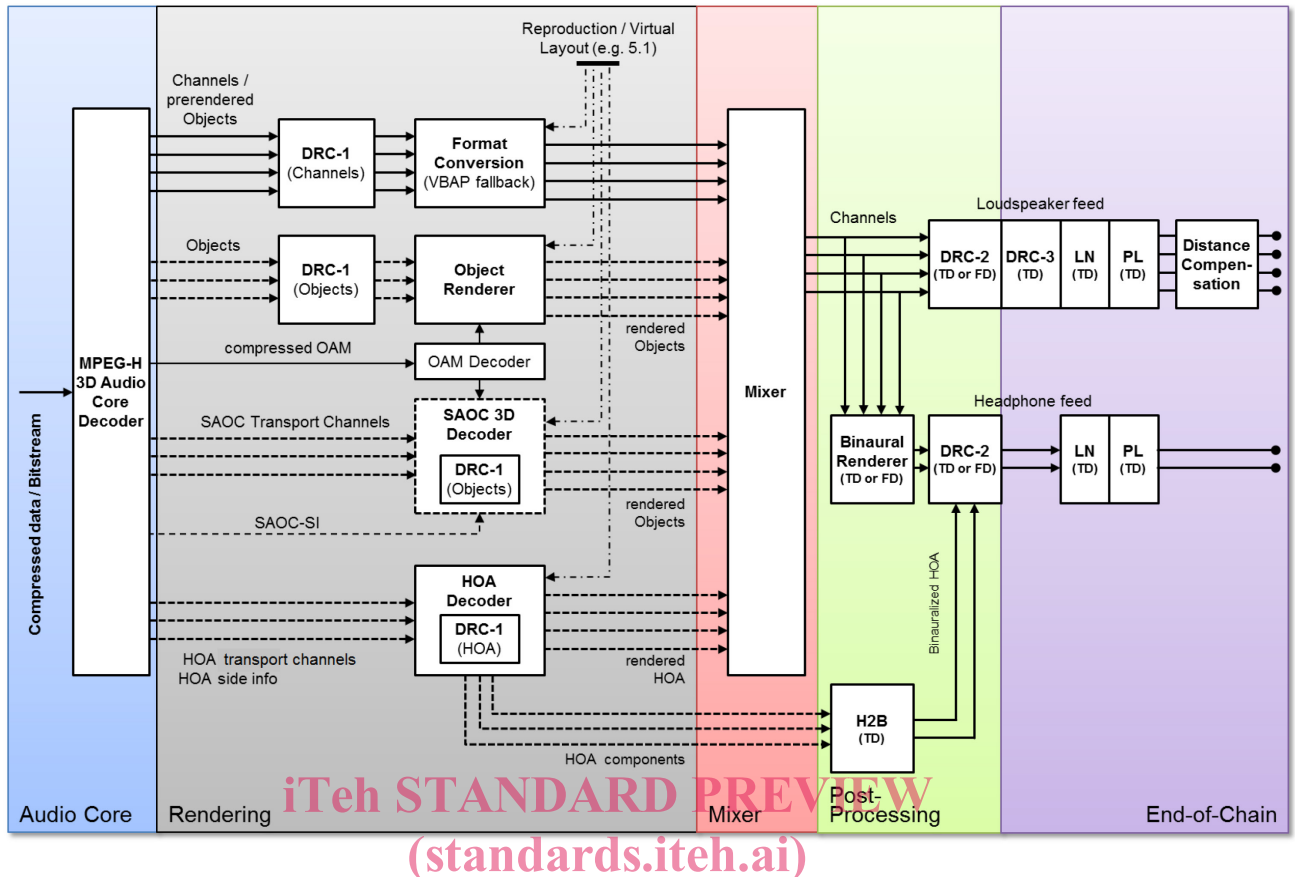 Reproduction / Virtual
Layout (e.g. 5.1)
Channels /
prerendered
Objects
DRC-1
(Channels)
Format
Conversion
(VBAP fallback)
Objects
DRC-1
(Objects)
Object
Renderer
rendered
Objects
compressed OAM
OAM Decoder
MPEG-H
3D Audio
Core
Decoder
Compressed data / Bitstream
SAOC Transport Channels
SAOC 3D
Decoder
DRC-1
(Objects)
rendered
Objects
SAOC-SI
HOA
Decoder
DRC-1
(HOA)
HOA transport channels
HOA side info
rendered
HOA
HOA components
Mixer
Channels
Loudspeaker feed
DRC-2
(TD or FD)
DRC-3
(TD)
LN
(TD)
PL
(TD)
Distance
Compen-
sation
Headphone feed
Binaural
Renderer
(TD or FD)
DRC-2
(TD or FD)
LN
(TD)
PL
(TD)
Binauralized HOA
H2B
(TD)
Audio Core
Rendering
Mixer
Post-
Processing
End-of-Chain
iTeh STANDARD PREVIEW
(standards.iteh.ai)